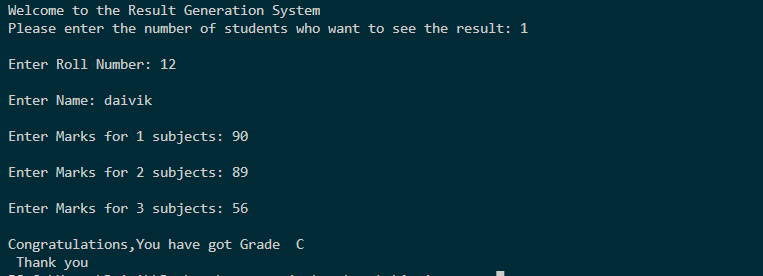 Welcome to the Result Generation System
Please enter the number of students who want to see the result: 1
Enter Roll Number: 12
Enter Name: daivik
Enter Marks for 1 subjects: 90
Enter Marks for 2 subjects: 89
Enter Marks for 3 subjects: 56
Congratulations,You have got Grade  C
 Thank you